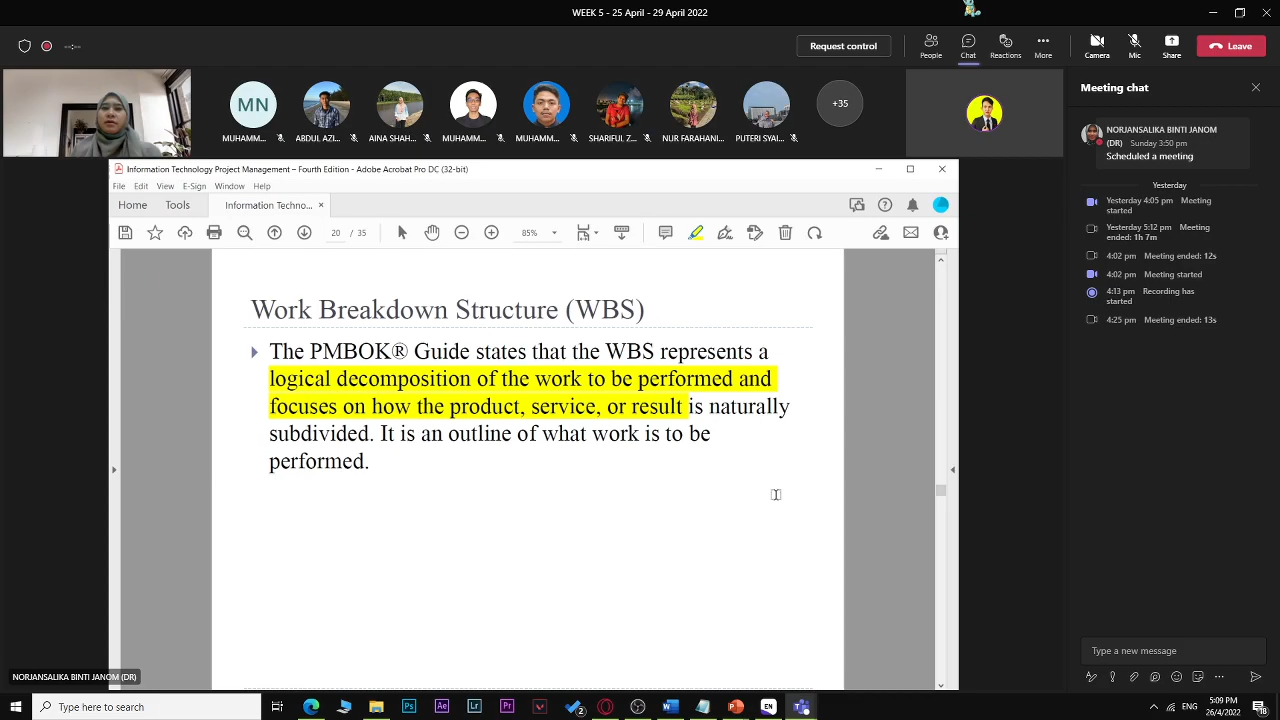 WEEK 5 - 25 April - 29 April 2022
--:--
Request control
People
Chat
Reactions
More
Camera
Mic
Share
Leave
MN
+35
MUHAMM...
ABDUL AZI...
AINA SHAH...
MUHAMM...
MUHAMM...
SHARIFUL Z...
NUR FARAHANI...
PUTERI SYAI...
Meeting chat
NORJANSALIKA BINTI JANOM
(DR) Sunday 3:50 pm
Scheduled a meeting
Yesterday
Yesterday 4:05 pm Meeting
started
Yesterday 5:12 pm Meeting
ended: 1h 7m
4:02 pm Meeting ended: 12s
4:02 pm Meeting started
4:13 pm Recording has
started
4:25 pm Meeting ended: 13s
Type a new message
Information Technology Project Management – Fourth Edition - Adobe Acrobat Pro DC (32-bit)
File Edit View E-Sign Window Help
Home Tools Information Techno... ×
20 / 35
85%
Work Breakdown Structure (WBS)
The PMBOK® Guide states that the WBS represents a
logical decomposition of the work to be performed and
focuses on how the product, service, or result is naturally
subdivided. It is an outline of what work is to be
performed.
NORJANSALIKA BINTI JANOM (DR)
Type here to search
Ps
Ae
Lr
Pr
2
EN
ENG
5:09 PM
26/4/2022